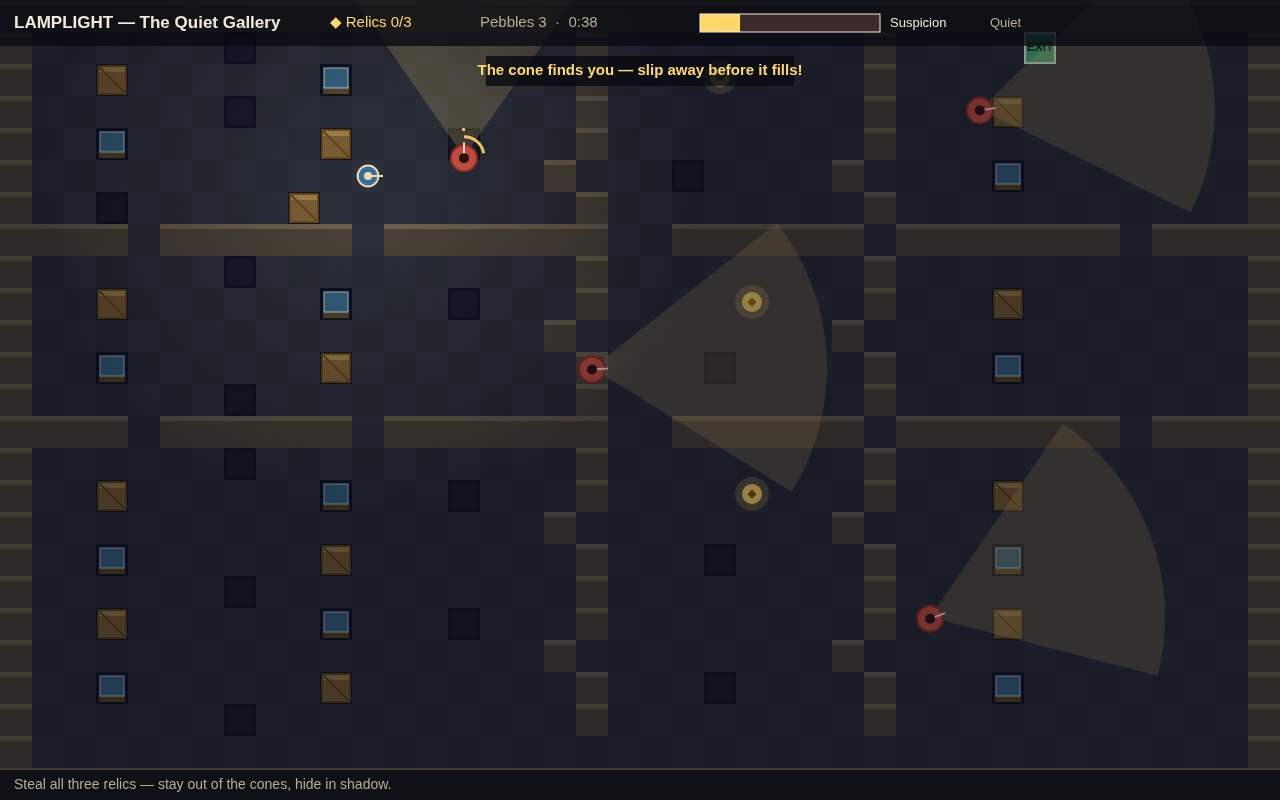 LAMPLIGHT — The Quiet Gallery
◆ Relics 0/3
Pebbles 3 · 0:38
Suspicion
Quiet
EXIT
The cone finds you — slip away before it fills!
Steal all three relics — stay out of the cones, hide in shadow.